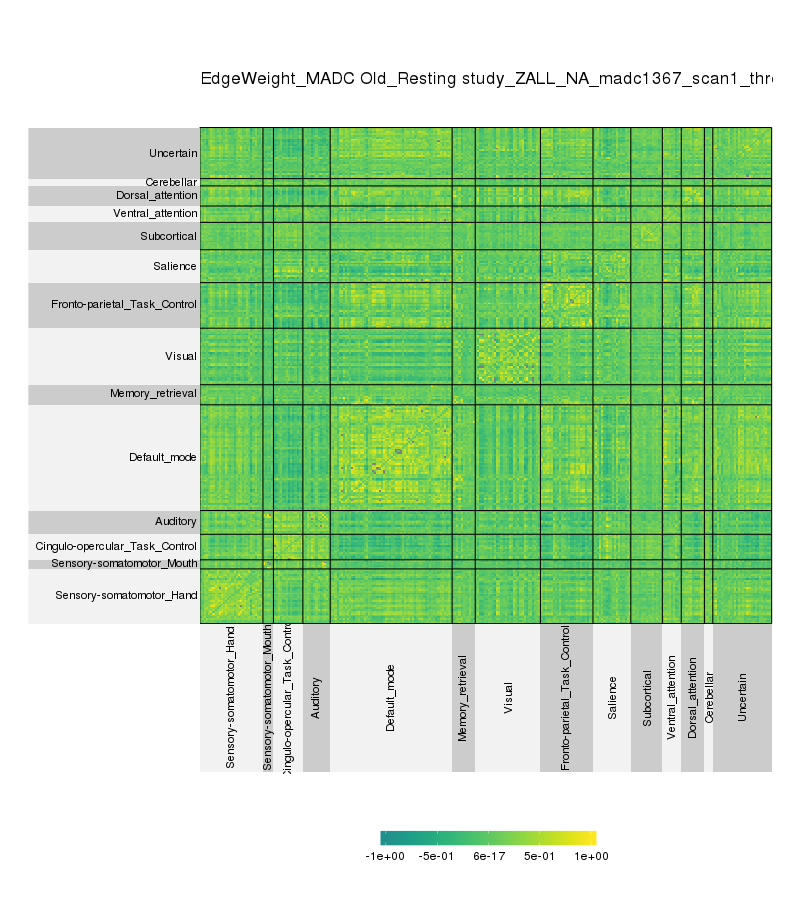 EdgeWeight_MADC Old_Resting study_ZALL_NA_madc1367_scan1_thr
Uncertain
Cerebellar
Dorsal_attention
Ventral_attention
Subcortical
Salience
Fronto-parietal_Task_Control
Visual
Memory_retrieval
Default_mode
Auditory
Cingulo-opercular_Task_Control
Sensory-somatomotor_Mouth
Sensory-somatomotor_Hand
Sensory-somatomotor_Hand
Sensory-somatomotor_Mouth
Cingulo-opercular_Task_Contro
Auditory
Default_mode
Memory_retrieval
Visual
Fronto-parietal_Task_Control
Salience
Subcortical
Ventral_attention
Dorsal_attention
Cerebellar
Uncertain
-1e+00 -5e-01 6e-17 5e-01 1e+00